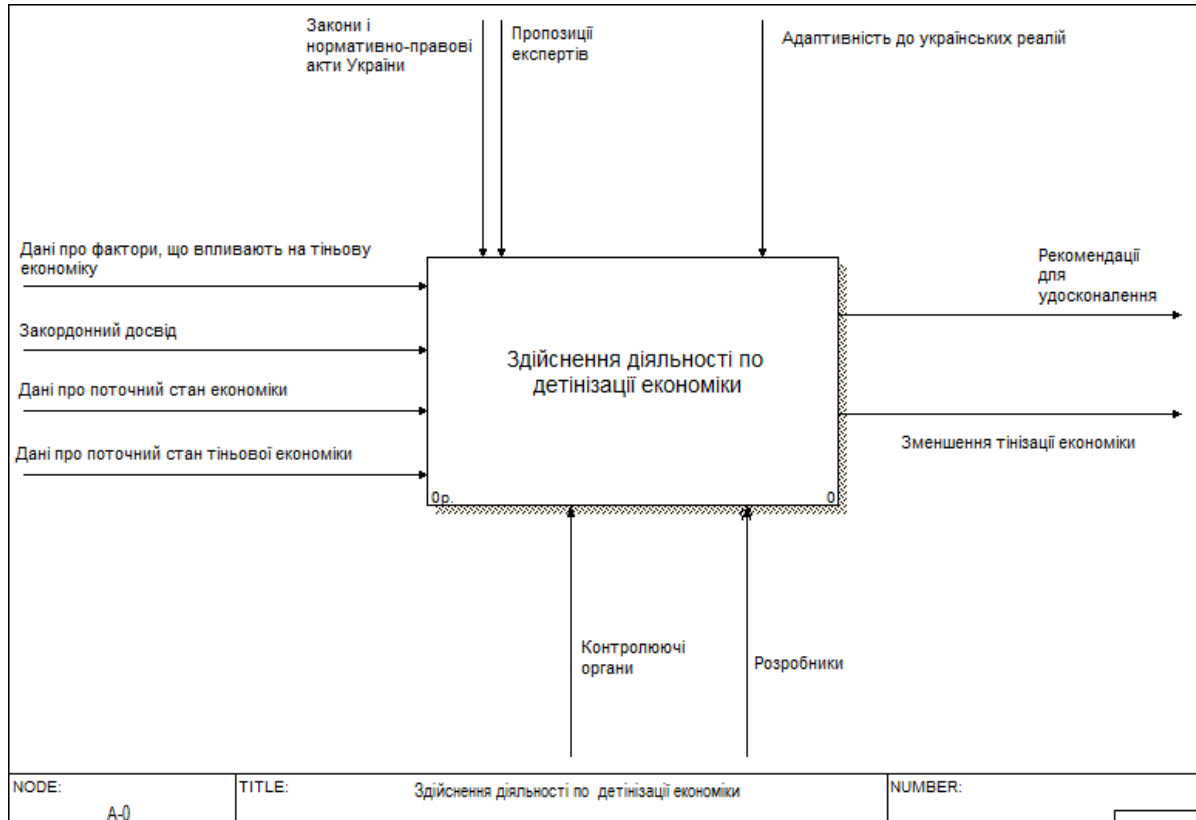 Закони і
нормативно-правові
акти України
Пропозиції
експертів
Адаптивність до українських реалій
Дані про фактори, що впливають на тіньову
економіку
Закордонний досвід
Дані про поточний стан економіки
Дані про поточний стан тіньової економіки
Здійснення діяльності по
детінізації економіки
0р.
0
Рекомендації
для
удосконалення
Зменшення тінізації економіки
Контролюючі
органи
Розробники
NODE:
A-0
TITLE:
Здійснення діяльності по детінізації економіки
NUMBER: